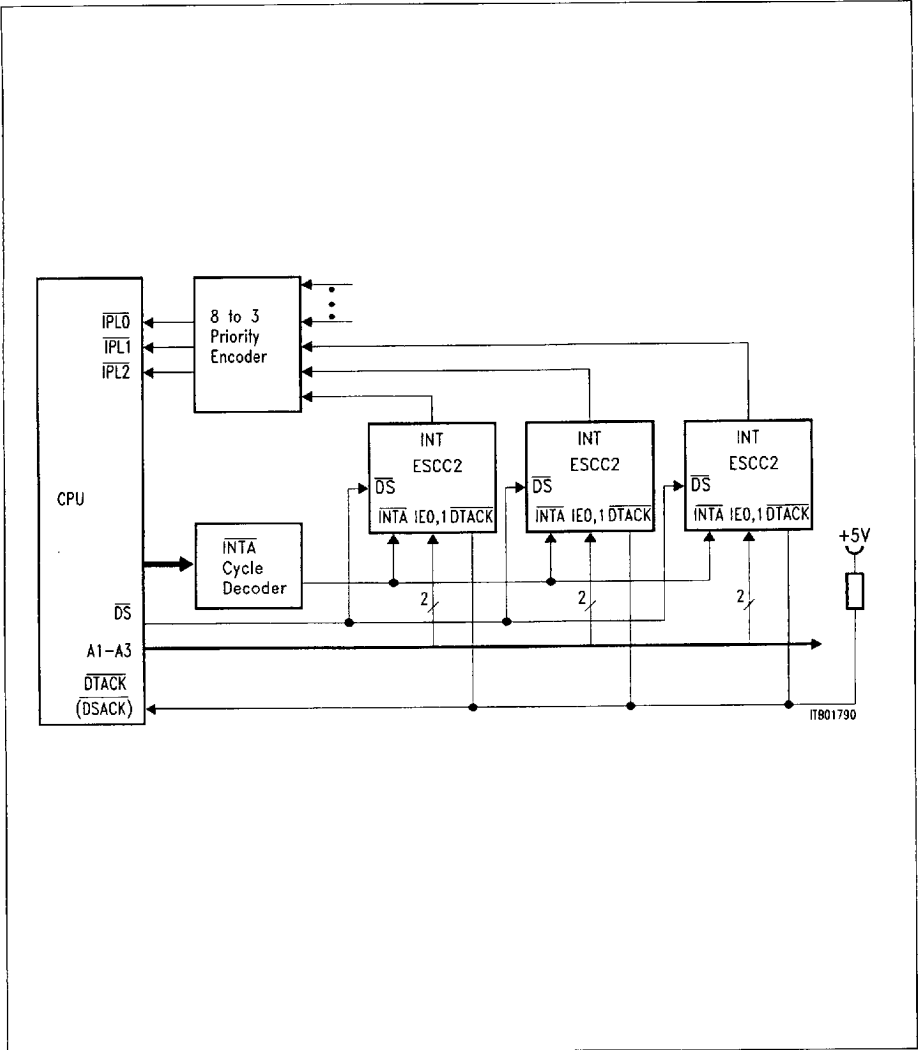 IPL0
IPL1
IPL2
8 to 3
Priority
Encoder
CPU
INT
ESCC2
DS
INTA IE0,1 DTACK
INT
ESCC2
DS
INTA IE0,1 DTACK
INT
ESCC2
DS
INTA IE0,1 DTACK
+5V
INTA
Cycle
Decoder
2
2
2
DS
A1-A3
DTACK
(DSACK)
IT801790